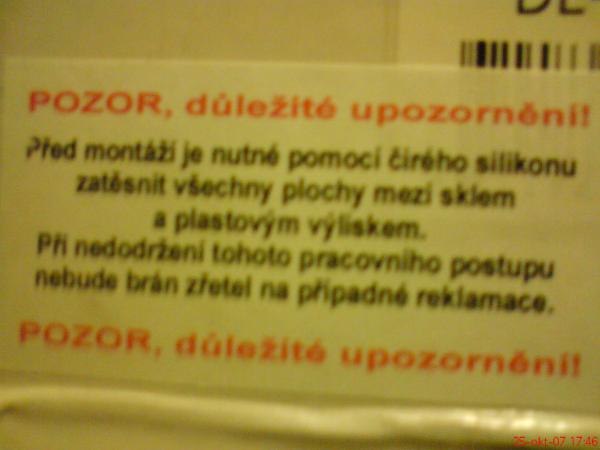 DE-
POZOR, důležité upozornění!
Před montáží je nutné pomocí čirého silikonu
zatěsnit všechny plochy mezi sklem
a plastovým výliskem.
Při nedodržení tohoto pracovního postupu
nebude brán zřetel na případné reklamace.
POZOR, důležité upozornění!
25-okt-07 17:46